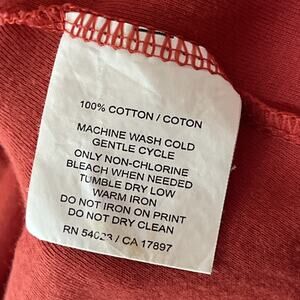 100% COTTON / COTON
MACHINE WASH COLD
GENTLE CYCLE
ONLY NON-CHLORINE
BLEACH WHEN NEEDED
TUMBLE DRY LOW
WARM IRON
DO NOT IRON ON PRINT
DO NOT DRY CLEAN
RN / CA 17897